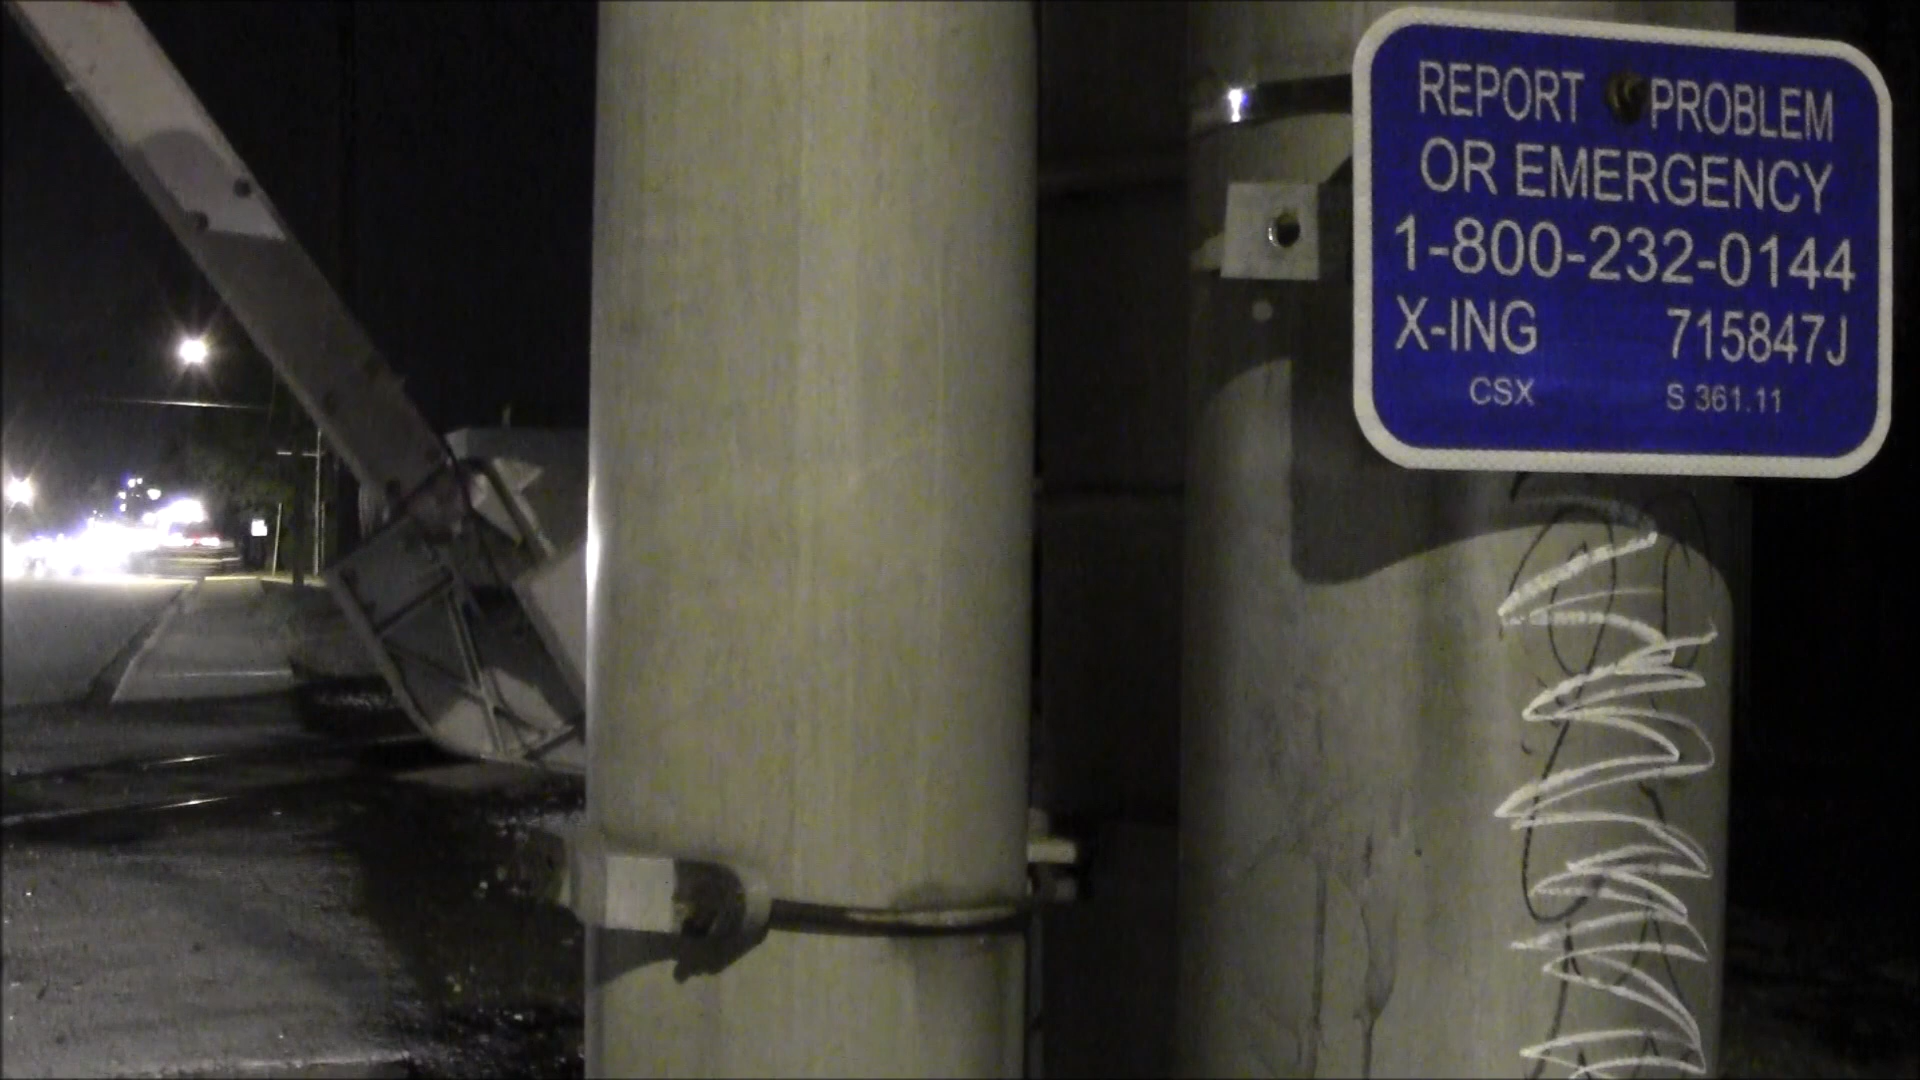 REPORT PROBLEM
OR EMERGENCY
1-800-232-0144
X-ING 715847J
CSX S 361.11